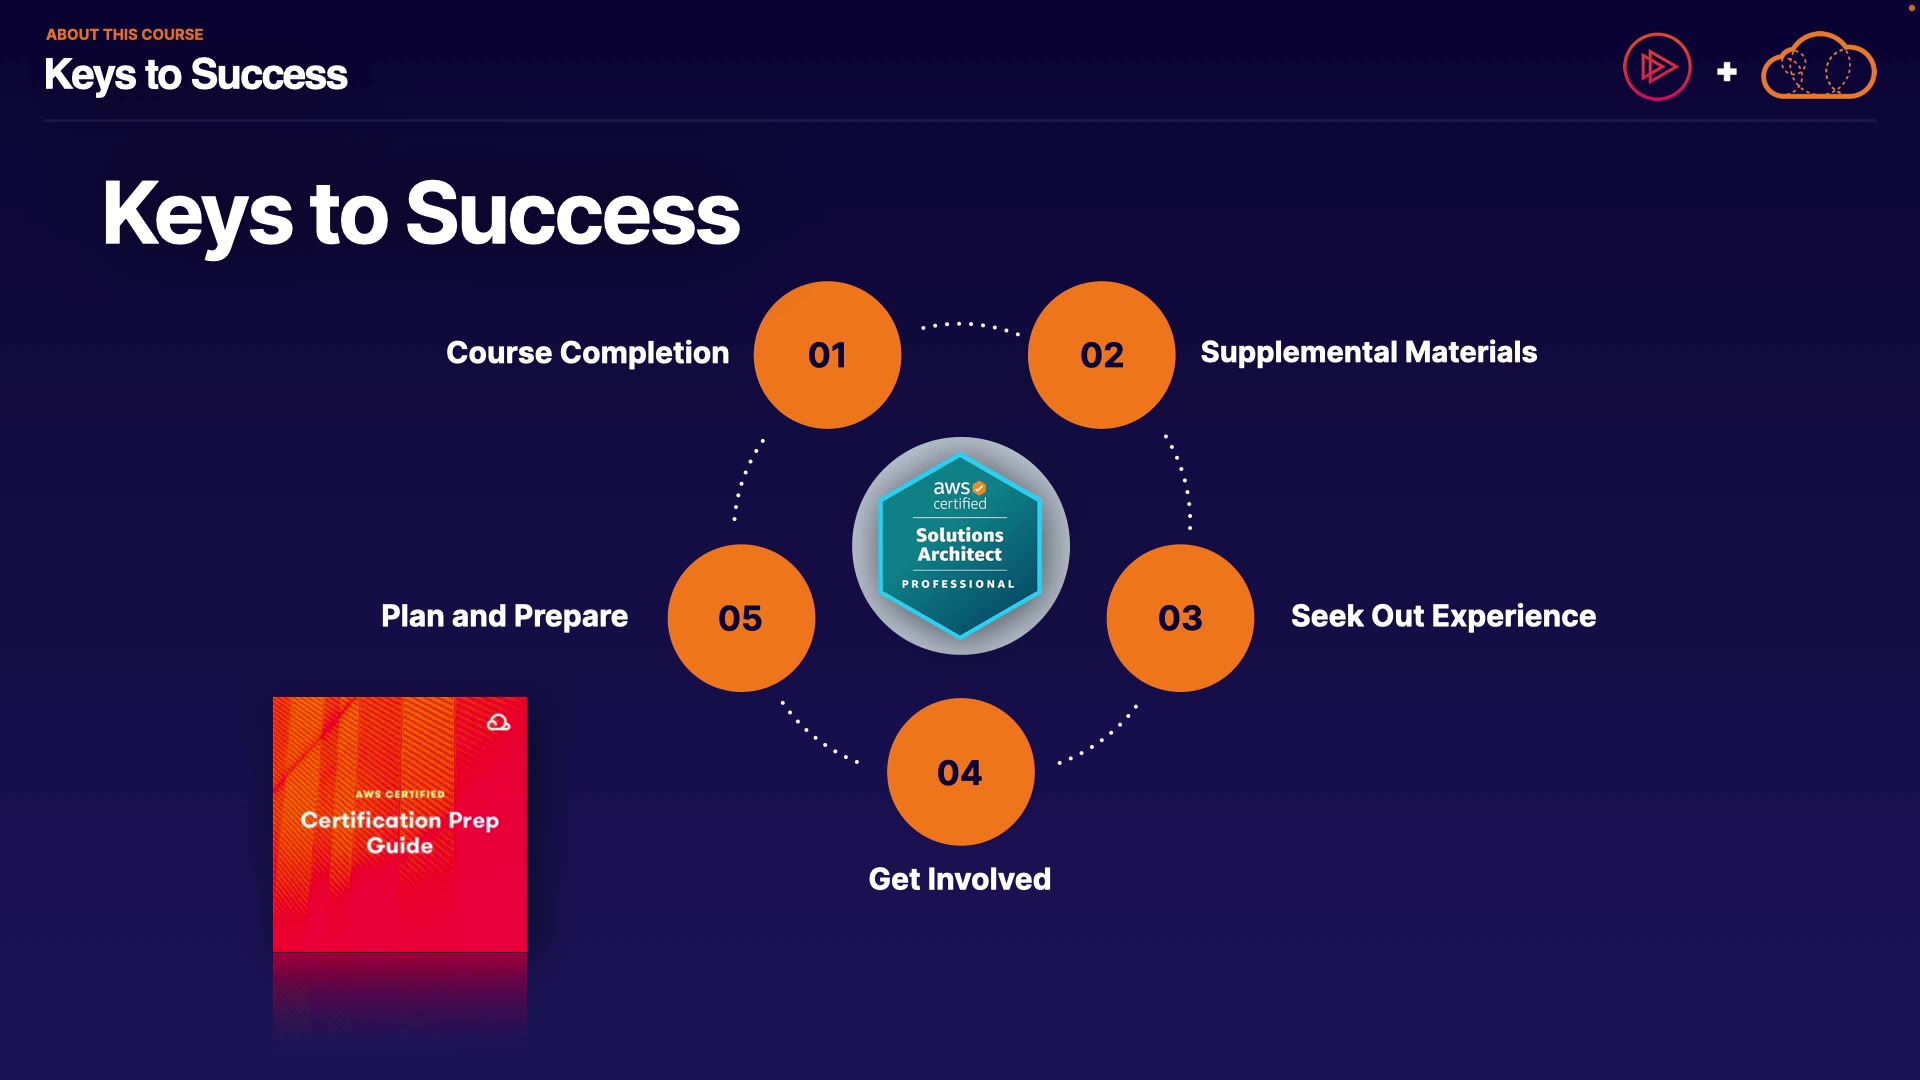 ABOUT THIS COURSE
Keys to Success
+
Keys to Success
Course Completion
01
02
Supplemental Materials
aws
certified
Solutions
Architect
PROFESSIONAL
Plan and Prepare
05
03
Seek Out Experience
04
Get Involved
AWS CERTIFIED
Certification Prep
Guide